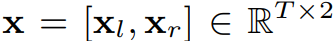 𝐱 = [𝐱_l, 𝐱_r] ∈ ℝ^{T×2}